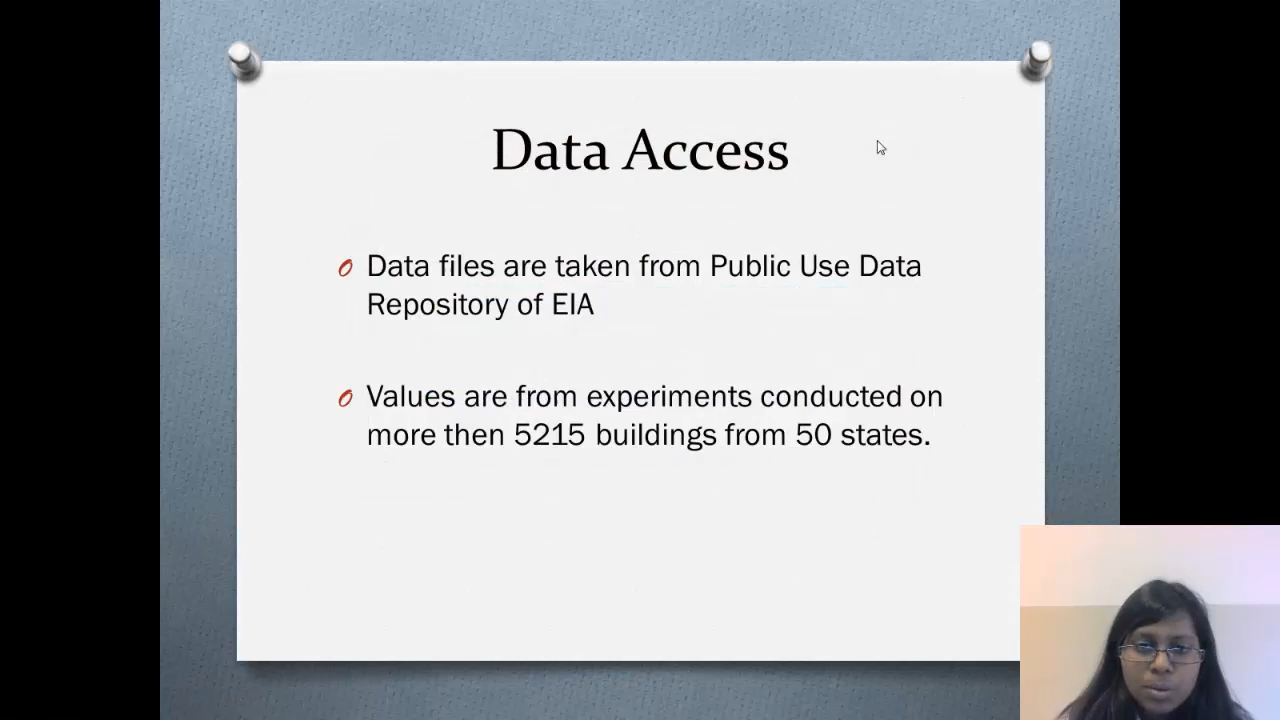 Data Access
Data files are taken from Public Use Data
Repository of EIA
Values are from experiments conducted on
more then 5215 buildings from 50 states.